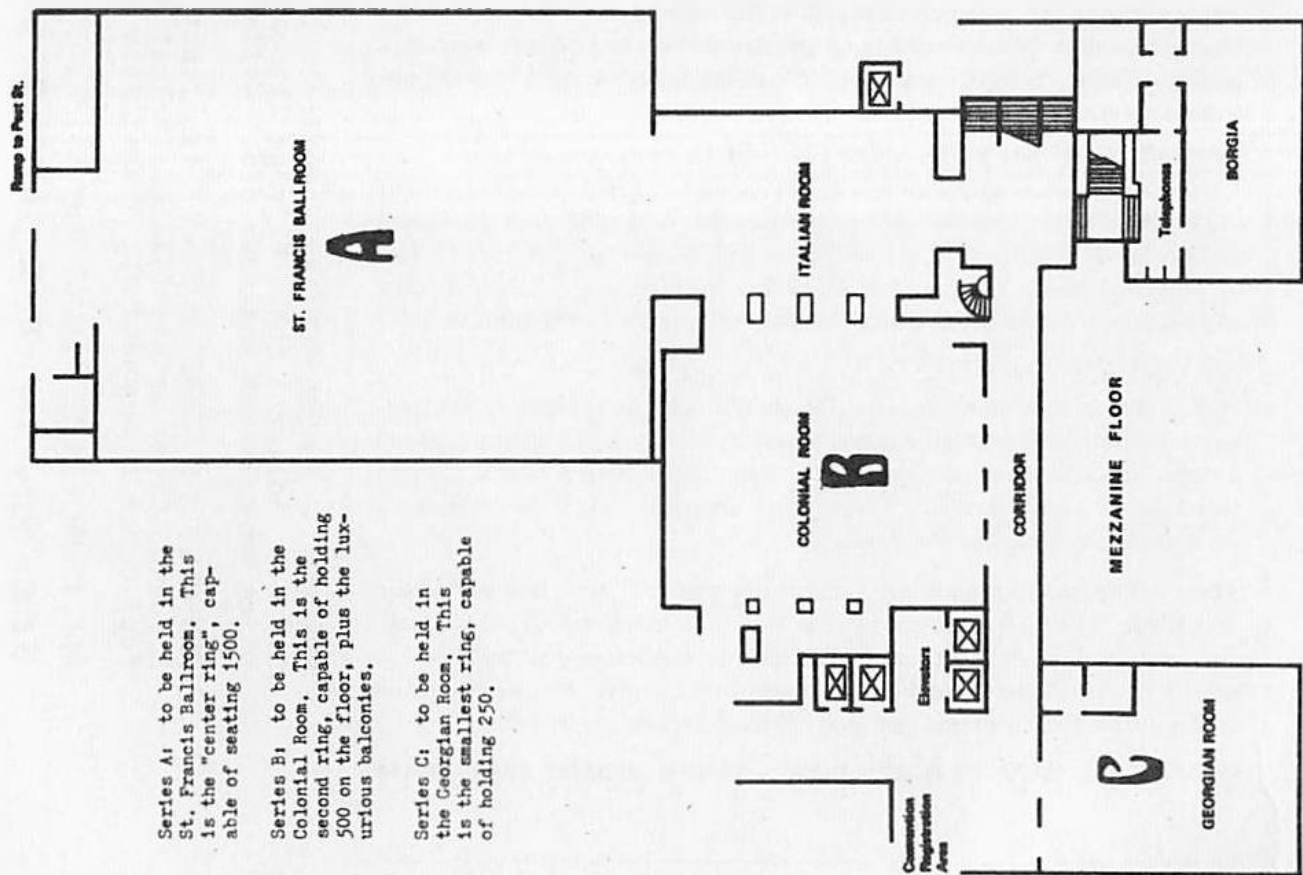 Ramp to Post St.
ST. FRANCIS BALLROOM
A
Series A: to be held in the
St. Francis Ballroom. This
is the "center ring", cap-
able of seating 1500.
Series B: to be held in the
Colonial Room. This is the
second ring, capable of holding
500 on the floor plus the lux-
urious balconies.
Series C: to be held in
the Georgian Room. This
is the smallest ring, capable
of holding 250.
ITALIAN ROOM
COLONIAL ROOM
B
Elevators
Convention
Registration
Area
CORRIDOR
MEZZANINE FLOOR
Telephones
BORGIA
C
GEORGIAN ROOM